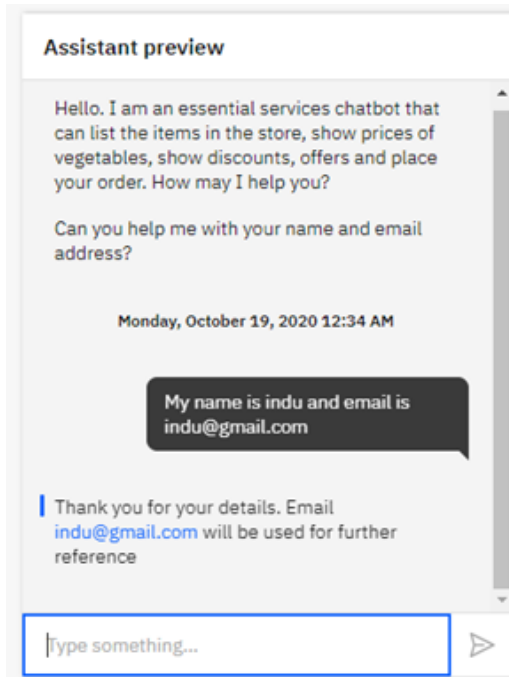 Assistant preview
Hello. I am an essential services chatbot that
can list the items in the store, show prices of
vegetables, show discounts, offers and place
your order. How may I help you?
Can you help me with your name and email
address?
Monday, October 19, 2020 12:34 AM
My name is indu and email is
indu@gmail.com
Thank you for your details. Email
indu@gmail.com will be used for further
reference
Type something...